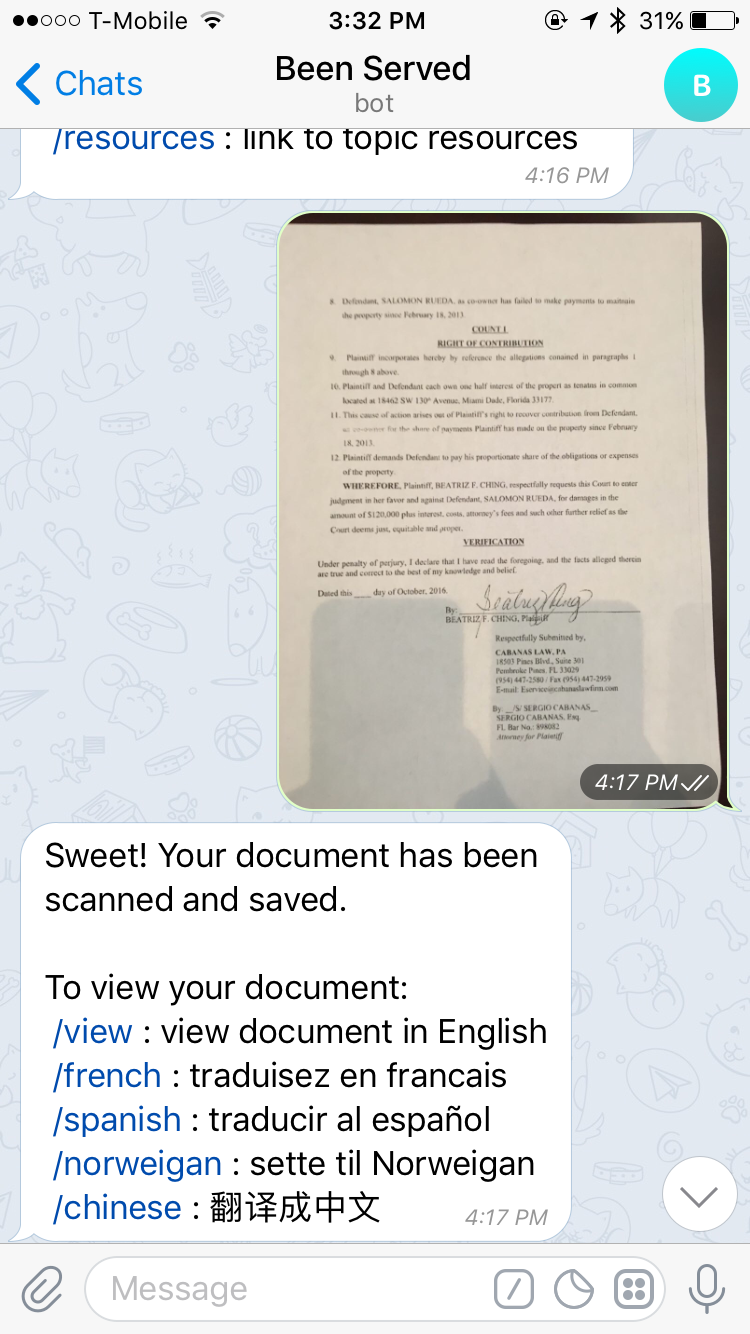 T-Mobile 3:32 PM 31%
Chats
Been Served
bot
B
/resources : link to topic resources
4:16 PM
8. Defendant, SALOMON RUEDA, as co-owner has failed to make payments to maintain
the property since February 18, 2013.
COUNT I
RIGHT OF CONTRIBUTION
9. Plaintiff incorporates hereby by reference the allegations contained in paragraphs 1
through 8 above.
10. Plaintiff and Defendant each own one half interest of the propert as tenants in common
located at 18462 SW 130th Avenue, Miami Dade, Florida 33177.
11. This cause of action arises out of Plaintiff's right to recover contribution from Defendant,
as co-owner for the share of payments Plaintiff has made on the property since February
18, 2013.
12. Plaintiff demands Defendant to pay his proportionate share of the obligations or expenses
of the property.
WHEREFORE, Plaintiff, BEATRIZ F. CHING, respectfully requests this Court to enter
judgment in her favor and against Defendant, SALOMON RUEDA, for damages in the
amount of $120,000 plus interest, costs, attorney's fees and such other further relief as the
Court deems just, equitable and proper.
VERIFICATION
Under penalty of perjury, I declare that I have read the foregoing, and the facts alleged therein
are true and correct to the best of my knowledge and belief.
Dated this ____ day of October, 2016.
By:
BEATRIZ F. CHING, Plaintiff
Respectfully Submitted by,
CABANAS LAW, PA
18503 Pines Blvd., Suite 301
Pembroke Pines, FL 33029
(954) 447-2580 / Fax (954) 447-2959
E-mail: Eservice@cabanaslawfirm.com
By: __/S/ SERGIO CABANAS_
SERGIO CABANAS, Esq.
FL Bar No.: 898082
Attorney for Plaintiff
4:17 PM
Sweet! Your document has been
scanned and saved.
To view your document:
/view : view document in English
/french : traduisez en francais
/spanish : traducir al español
/norweigan : sette til Norweigan
/chinese : 翻译成中文
4:17 PM
Message